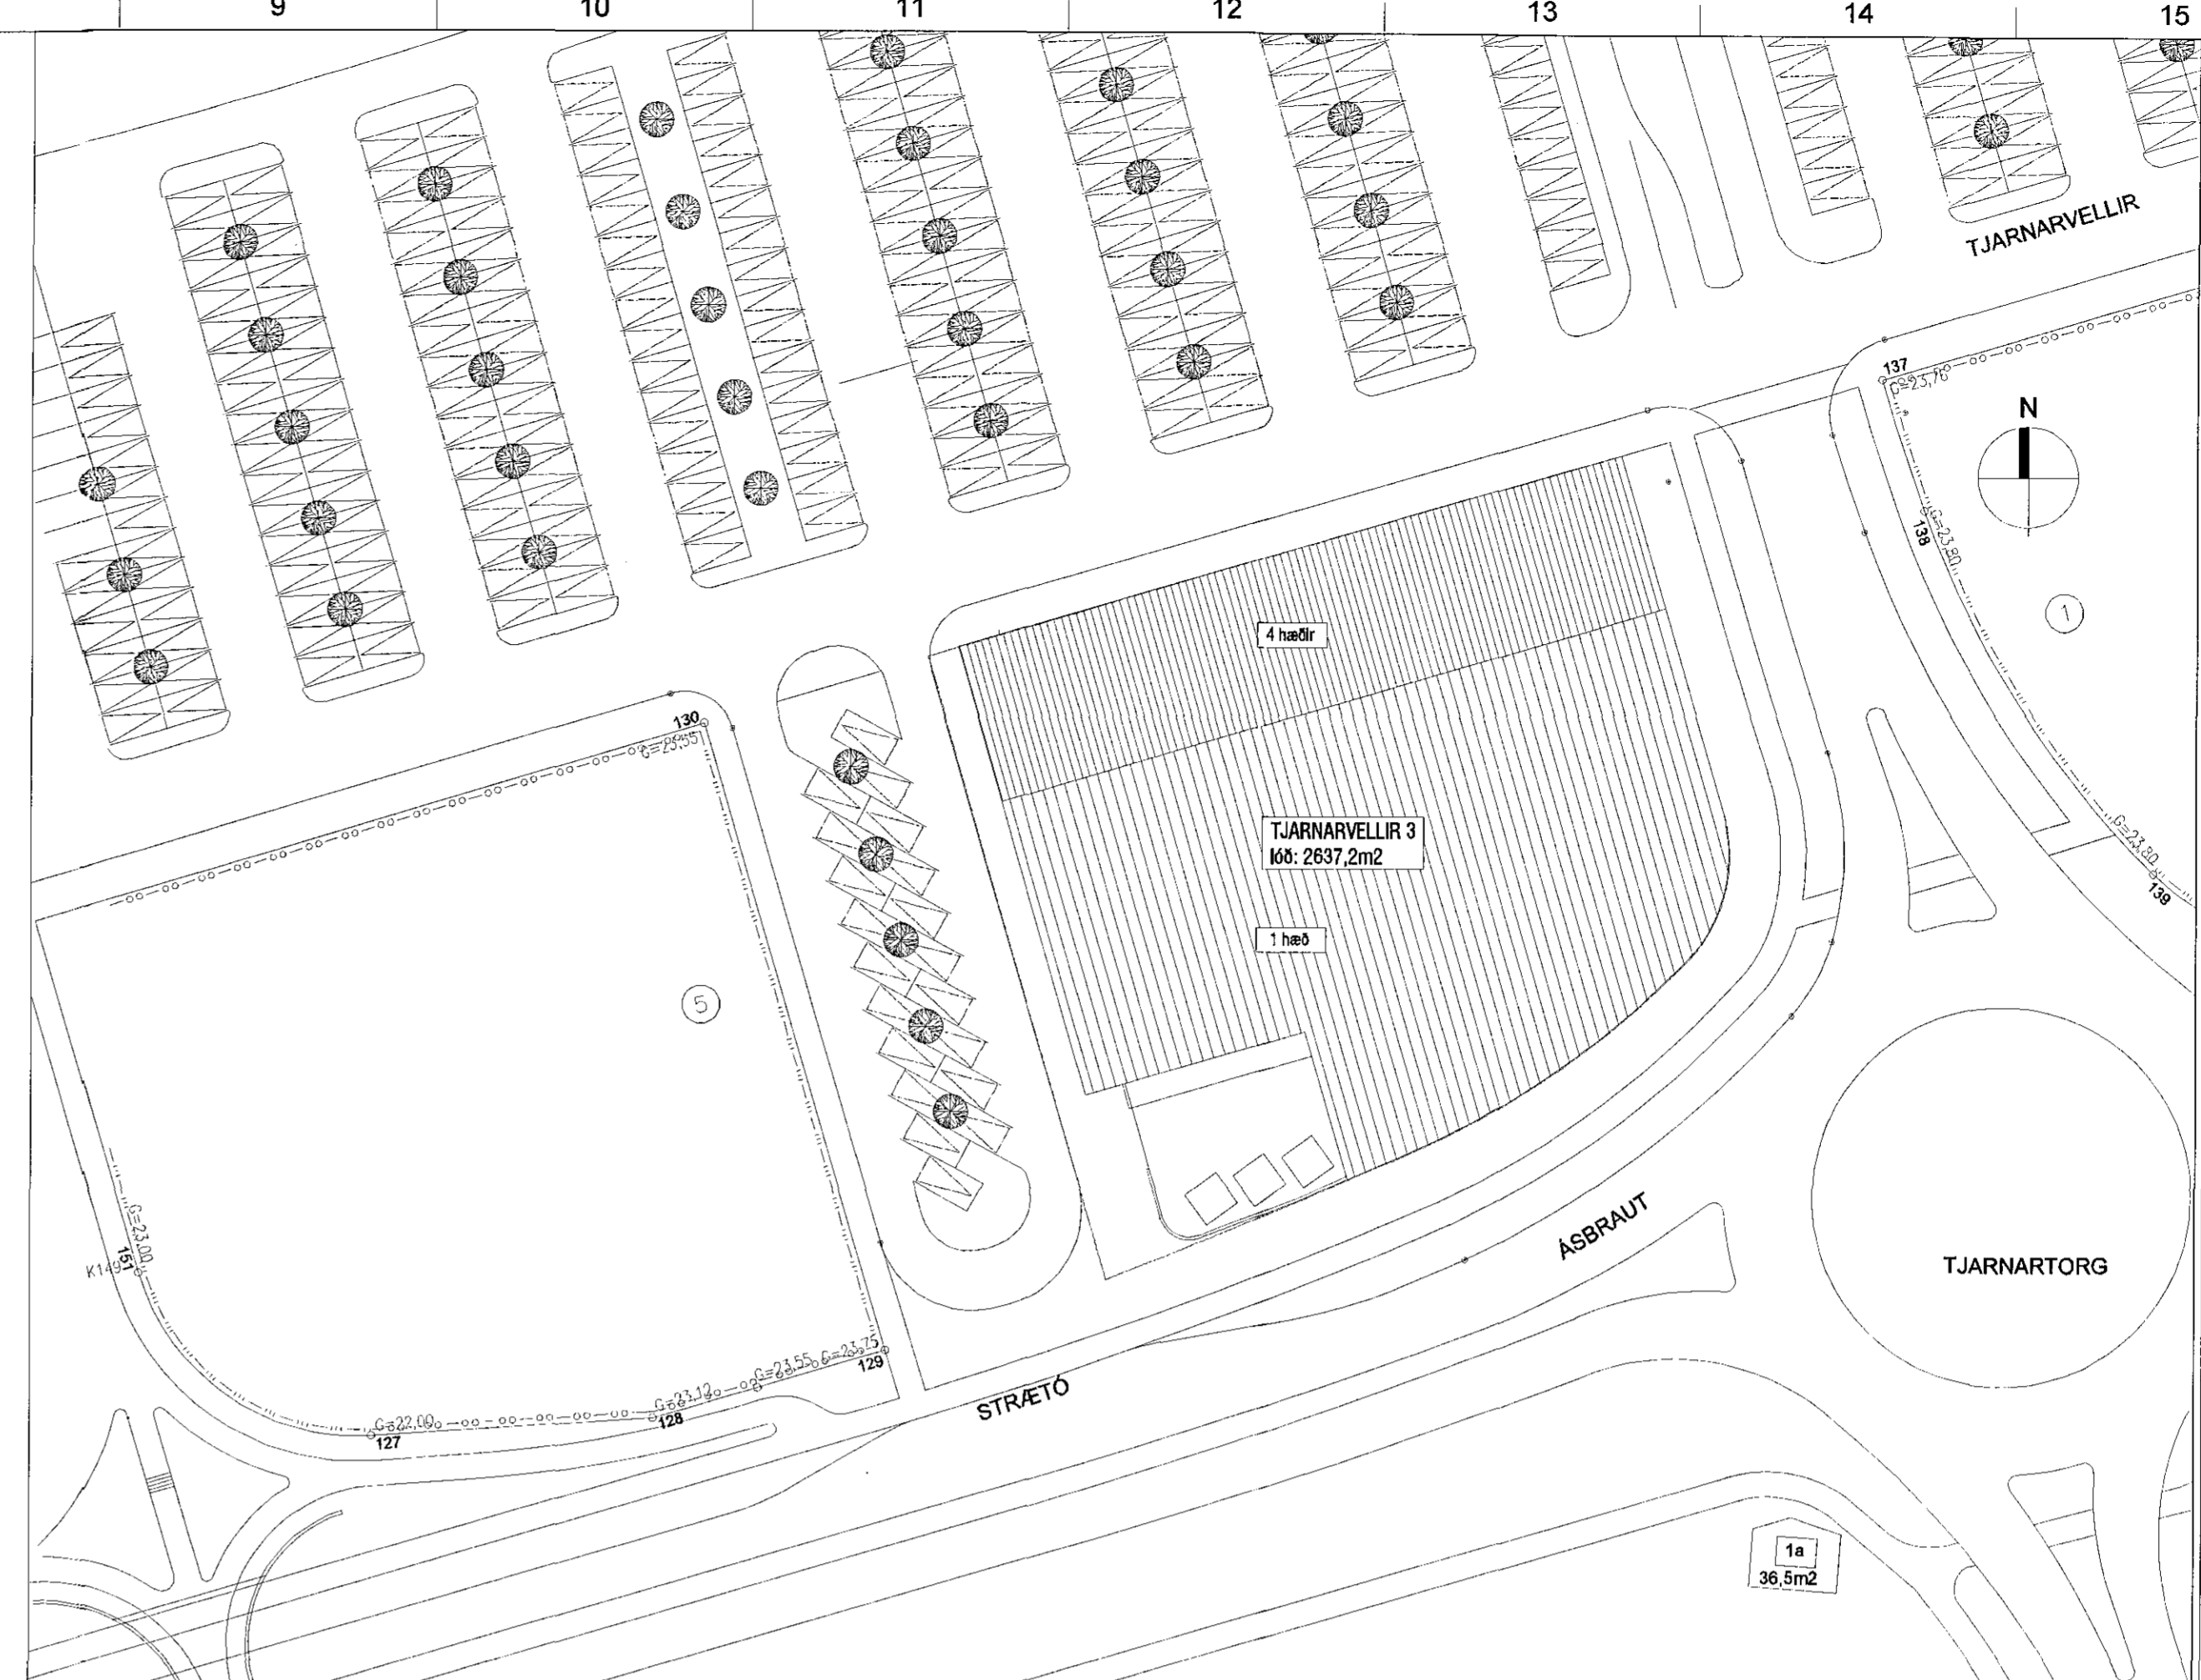 9 10 11 12 13 14 15
TJARNARVELLIR
137
G=23,76
N
138
G=23,80
1
4 hæðir
130
G=23,55
TJARNARVELLIR 3
lóð: 2637,2m2
G=23,80
139
1 hæð
5
G=23,00
151
K149
ÁSBRAUT
TJARNARTORG
G=23,75
129
G=23,55
G=23,12
128
G=22,00
127
STRÆTÓ
1a
36,5m2